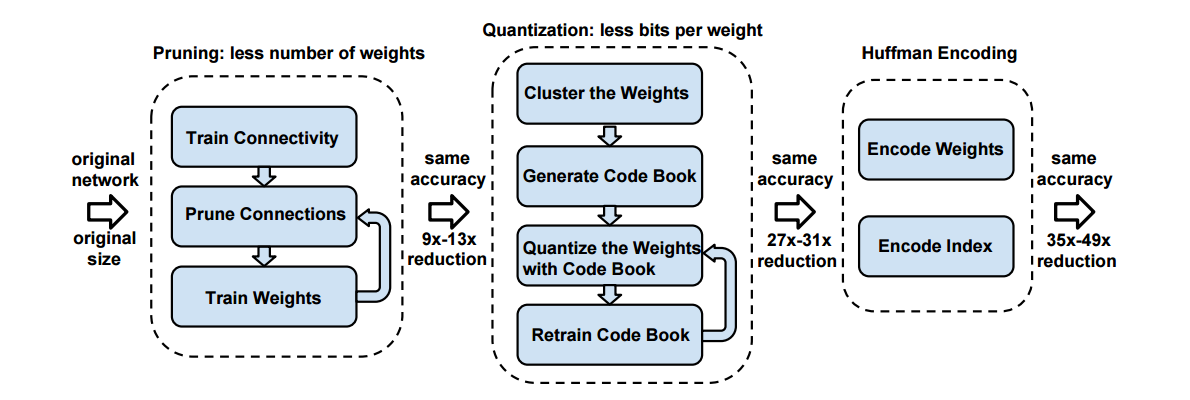 Pruning: less number of weights
Quantization: less bits per weight
Huffman Encoding
original
network
original
size
Train Connectivity
Prune Connections
Train Weights
same
accuracy
9x-13x
reduction
Cluster the Weights
Generate Code Book
Quantize the Weights
with Code Book
Retrain Code Book
same
accuracy
27x-31x
reduction
Encode Weights
Encode Index
same
accuracy
35x-49x
reduction